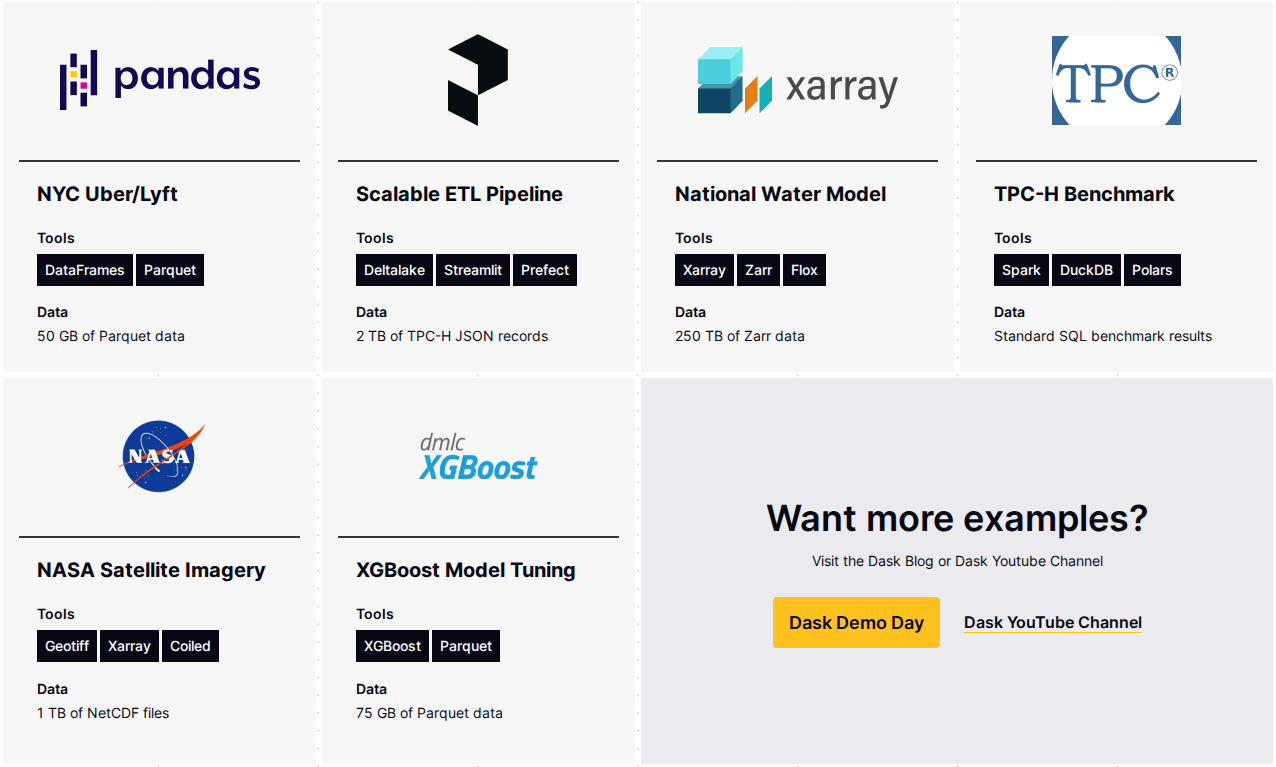 pandas
xarray
TPC®
NYC Uber/Lyft
Tools
DataFrames Parquet
Data
50 GB of Parquet data
Scalable ETL Pipeline
Tools
Deltalake Streamlit Prefect
Data
2 TB of TPC-H JSON records
National Water Model
Tools
Xarray Zarr Flox
Data
250 TB of Zarr data
TPC-H Benchmark
Tools
Spark DuckDB Polars
Data
Standard SQL benchmark results
NASA
NASA Satellite Imagery
Tools
Geotiff Xarray Coiled
Data
1 TB of NetCDF files
dmlc
XGBoost
XGBoost Model Tuning
Tools
XGBoost Parquet
Data
75 GB of Parquet data
Want more examples?
Visit the Dask Blog or Dask Youtube Channel
Dask Demo Day
Dask YouTube Channel